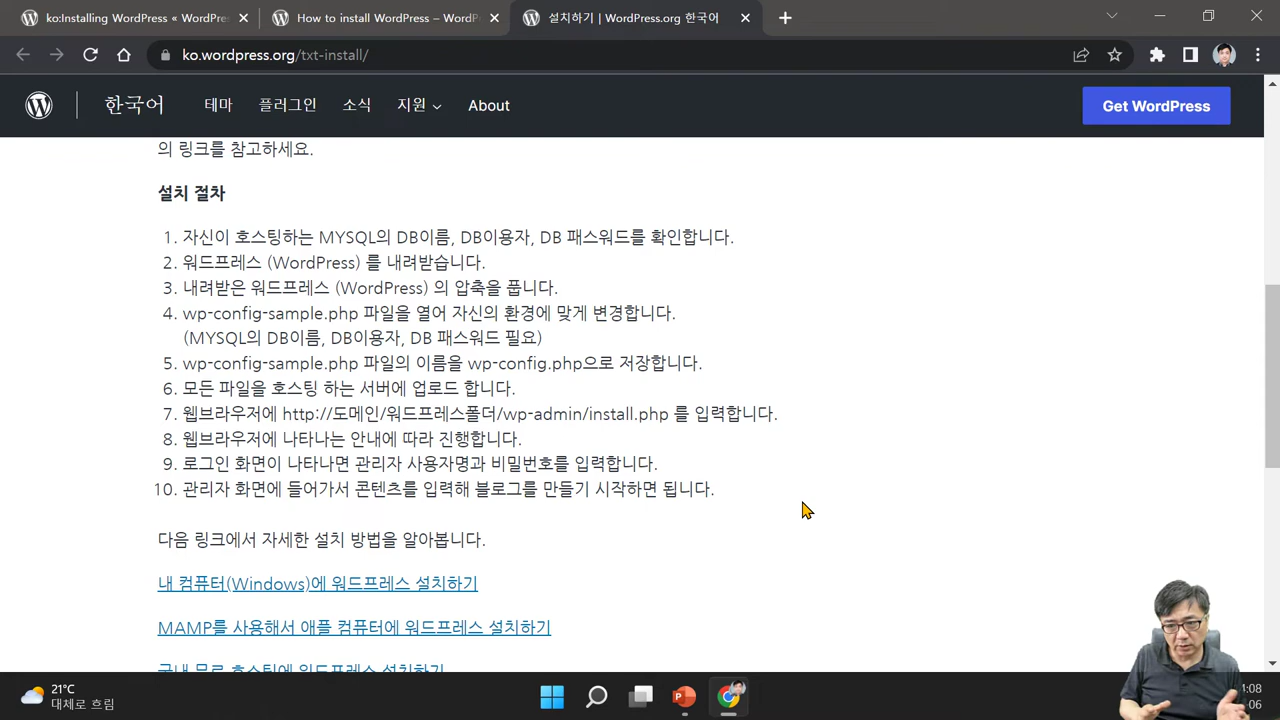 ko:Installing WordPress « WordPre
How to install WordPress – WordP
설치하기 | WordPress.org 한국어
ko.wordpress.org/txt-install/
한국어
테마
플러그인
소식
지원
About
Get WordPress
의 링크를 참고하세요.
설치 절차
1. 자신이 호스팅하는 MYSQL의 DB이름, DB이용자, DB 패스워드를 확인합니다.
2. 워드프레스 (WordPress) 를 내려받습니다.
3. 내려받은 워드프레스 (WordPress) 의 압축을 풉니다.
4. wp-config-sample.php 파일을 열어 자신의 환경에 맞게 변경합니다.
(MYSQL의 DB이름, DB이용자, DB 패스워드 필요)
5. wp-config-sample.php 파일의 이름을 wp-config.php으로 저장합니다.
6. 모든 파일을 호스팅 하는 서버에 업로드 합니다.
7. 웹브라우저에 http://도메인/워드프레스폴더/wp-admin/install.php 를 입력합니다.
8. 웹브라우저에 나타나는 안내에 따라 진행합니다.
9. 로그인 화면이 나타나면 관리자 사용자명과 비밀번호를 입력합니다.
10. 관리자 화면에 들어가서 콘텐츠를 입력해 블로그를 만들기 시작하면 됩니다.
다음 링크에서 자세한 설치 방법을 알아봅니다.
내 컴퓨터(Windows)에 워드프레스 설치하기
MAMP를 사용해서 애플 컴퓨터에 워드프레스 설치하기
국내 무료 호스팅에 워드프레스 설치하기
21°C
대체로 흐림
1:08
06